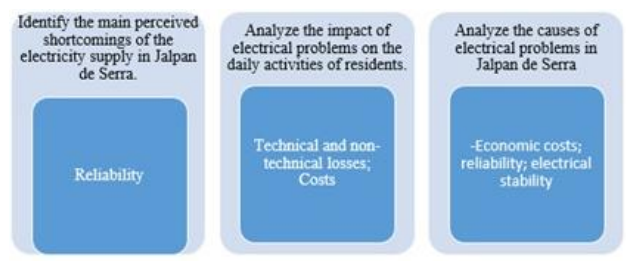 Identify the main perceived
shortcomings of the
electricity supply in Jalpan
de Serra.
Reliability
Analyze the impact of
electrical problems on the
daily activities of residents.
Technical and non-
technical losses;
Costs
Analyze the causes of
electrical problems in
Jalpan de Serra
-Economic costs;
reliability; electrical
stability